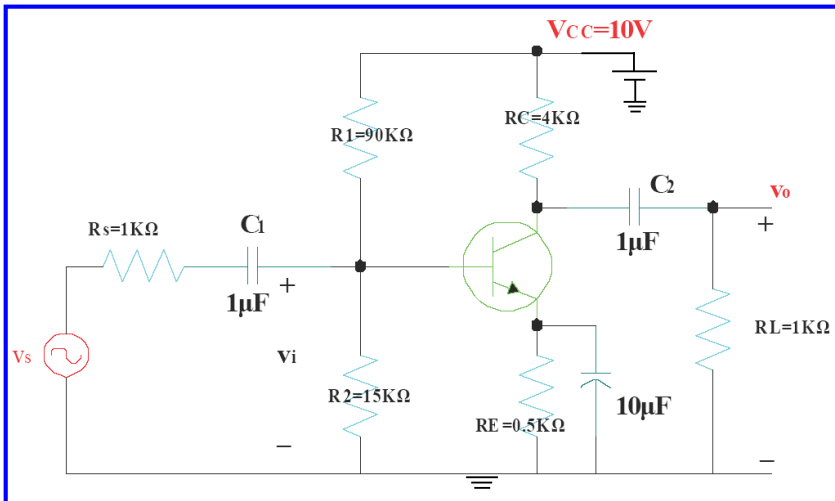 VCC=10V
R1=90KΩ
RC=4KΩ
C2
vo
Rs=1KΩ
C1
1μF
+
1μF
+
vs
vi
R2=15KΩ
RE=0.5KΩ
10μF
RL=1KΩ
−
−